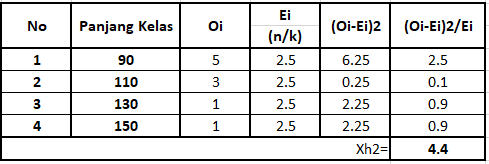 No Panjang Kelas Oi Ei (n/k) (Oi-Ei)2 (Oi-Ei)2/Ei
1 90 5 2.5 6.25 2.5
2 110 3 2.5 0.25 0.1
3 130 1 2.5 2.25 0.9
4 150 1 2.5 2.25 0.9
Xh2= 4.4